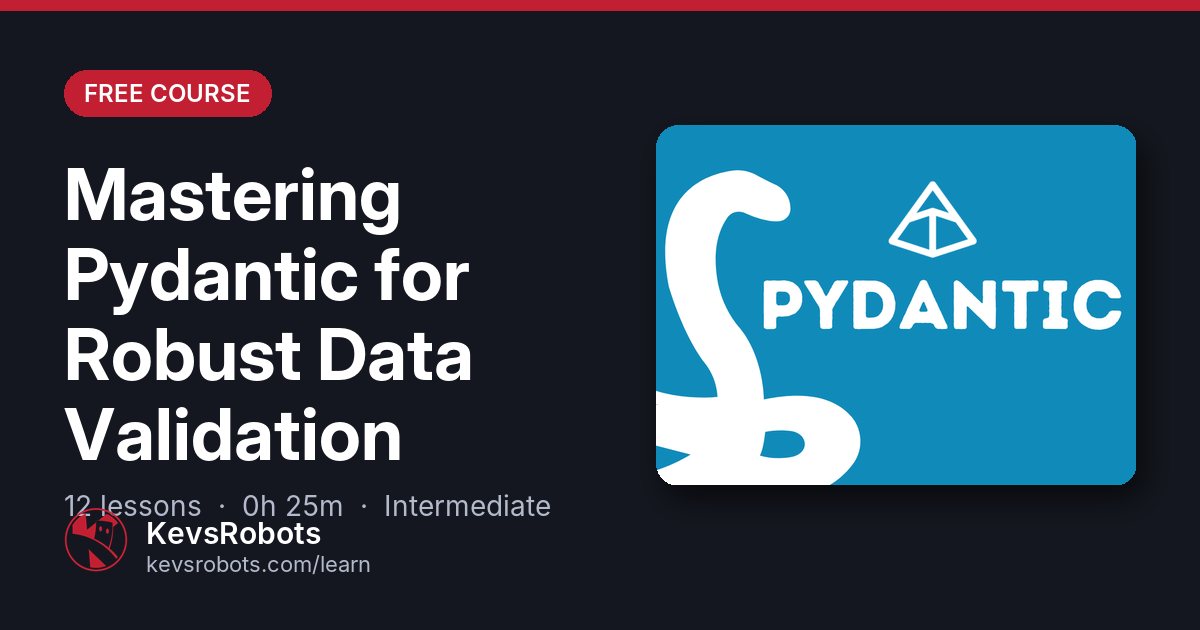 FREE COURSE
Mastering
Pydantic for
Robust Data
Validation
12 lessons · 0h 25m · Intermediate
KevsRobots
kevsrobots.com/learn
PYDANTIC